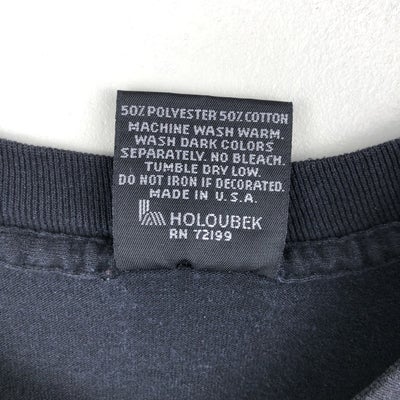 50% POLYESTER 50% COTTON
MACHINE WASH WARM.
WASH DARK COLORS
SEPARATELY. NO BLEACH.
TUMBLE DRY LOW.
DO NOT IRON IF DECORATED.
MADE IN U.S.A.
HOLOUBEK
RN 72199